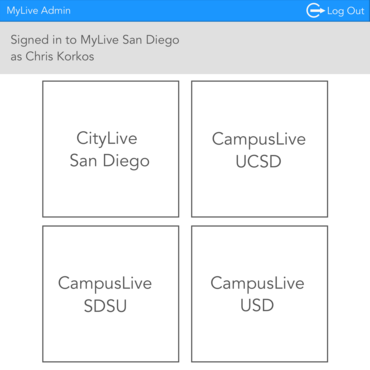 MyLive Admin
Log Out
Signed in to MyLive San Diego
as Chris Korkos
CityLive
San Diego
CampusLive
UCSD
CampusLive
SDSU
CampusLive
USD